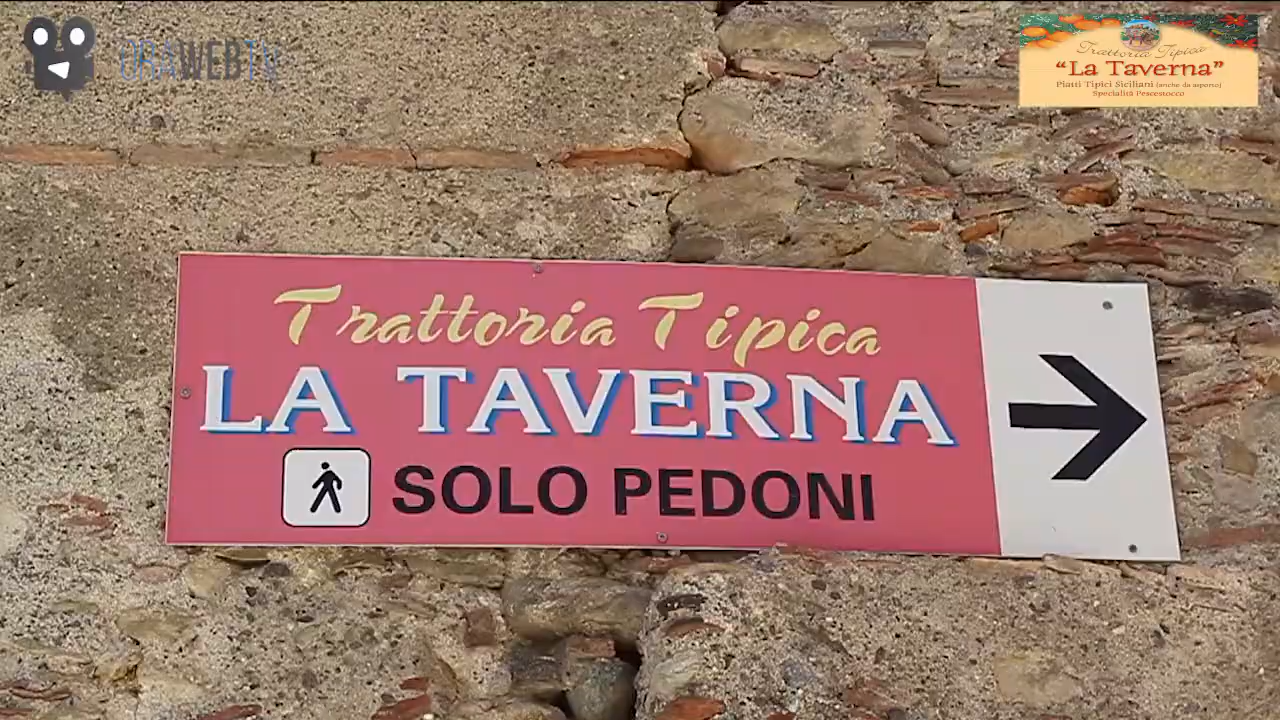 ORAWEBTV
Trattoria Tipica
“La Taverna”
Piatti Tipici Siciliani (anche da asporto)
Specialità Pescestocco
Trattoria Tipica
LA TAVERNA
SOLO PEDONI